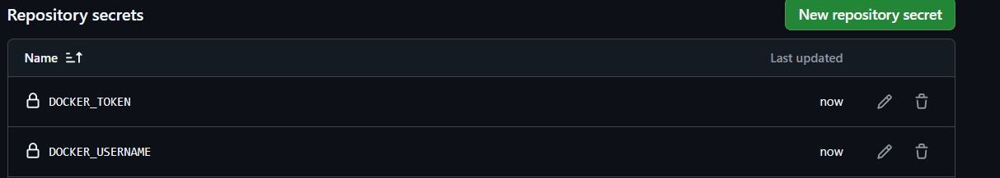 Repository secrets
New repository secret
Name
Last updated
DOCKER_TOKEN
now
DOCKER_USERNAME
now